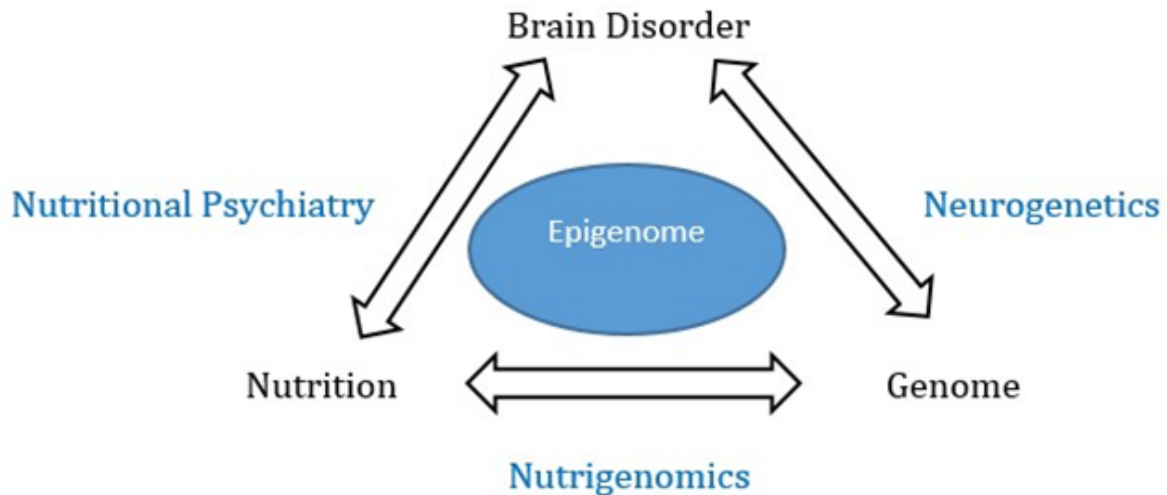 Brain Disorder
Nutritional Psychiatry
Epigenome
Neurogenetics
Nutrition
Genome
Nutrigenomics